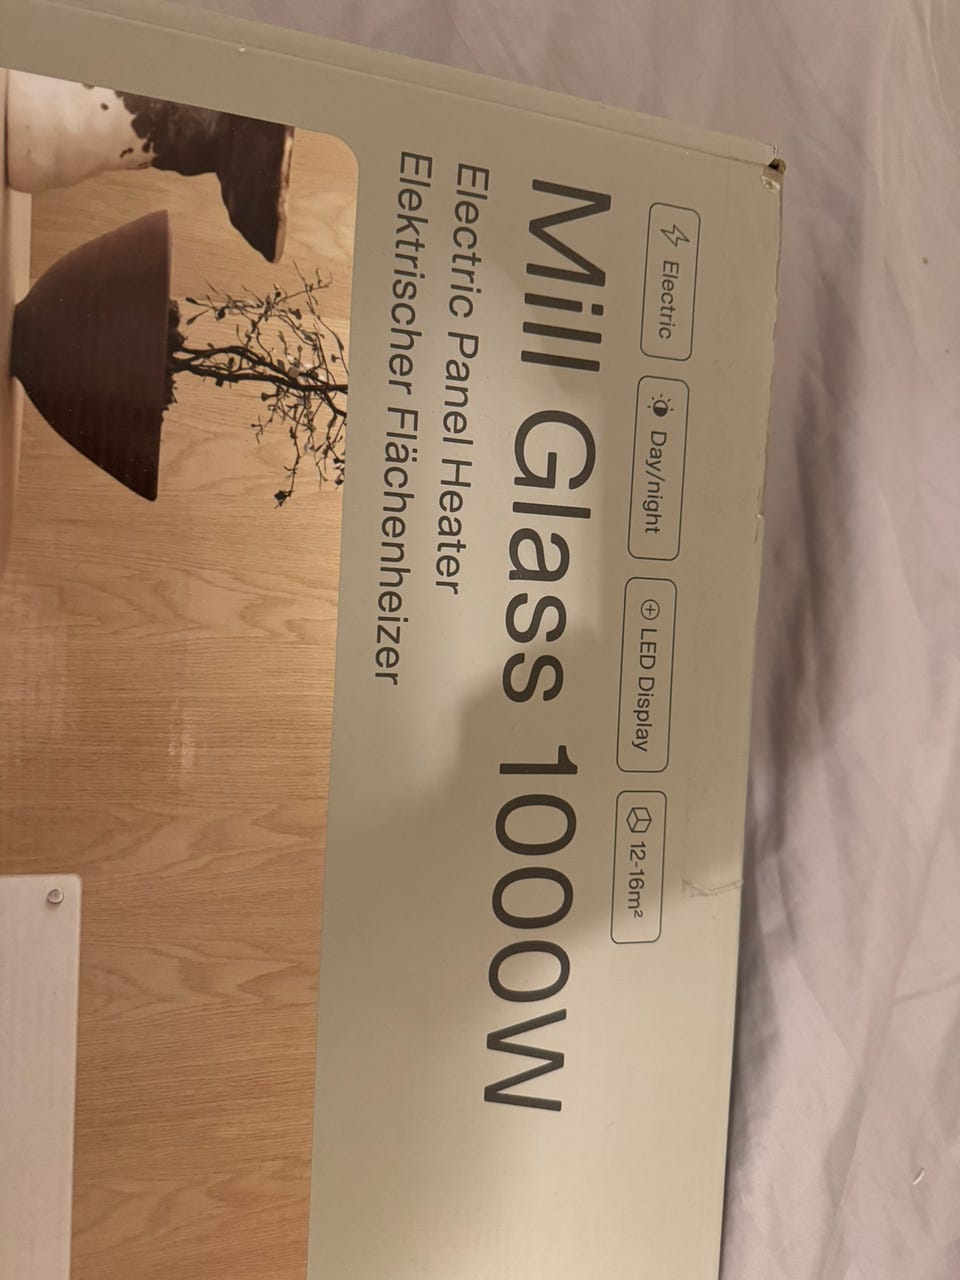 Electric
Day/night
LED Display
12-16m²
Mill Glass 1000W
Electric Panel Heater
Elektrischer Flächenheizer